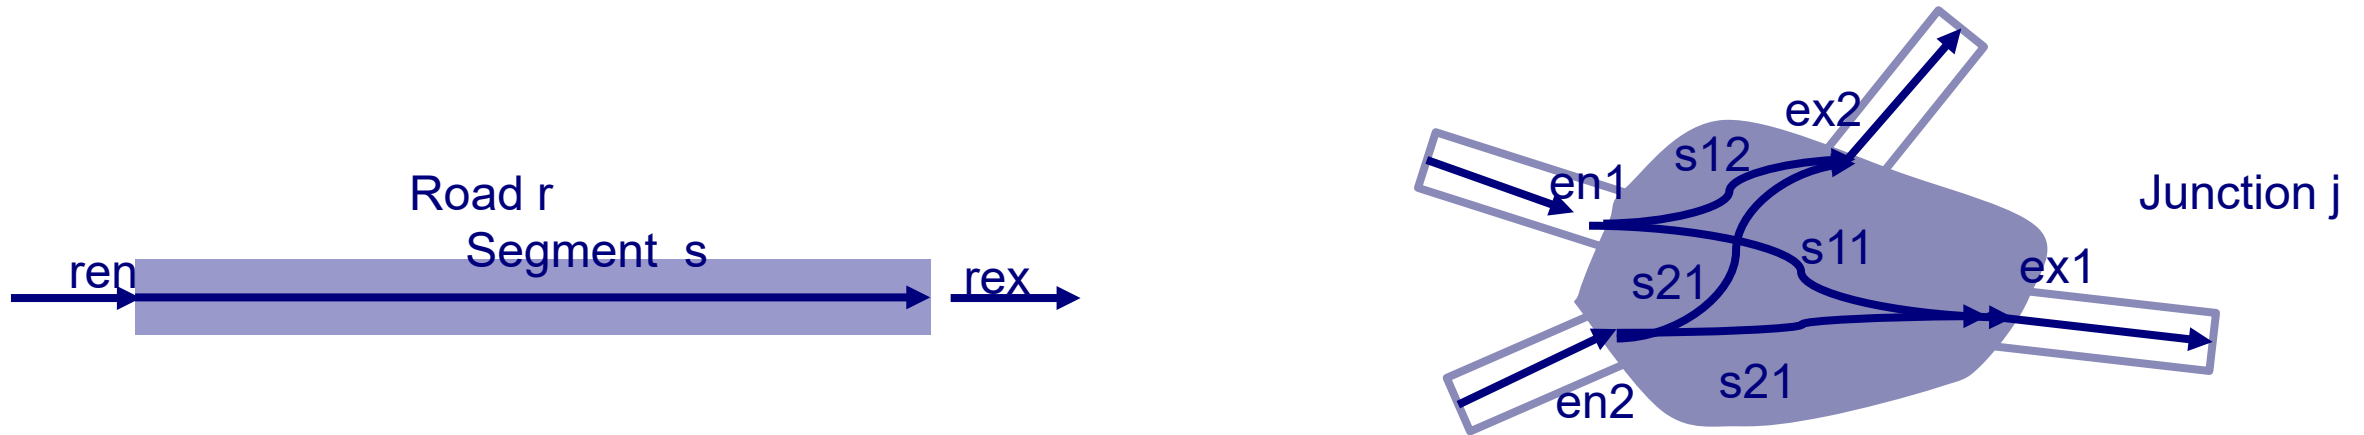 Road r
Segment s
ren
rex
ex2
s12
en1
Junction j
s11
ex1
s21
s21
en2